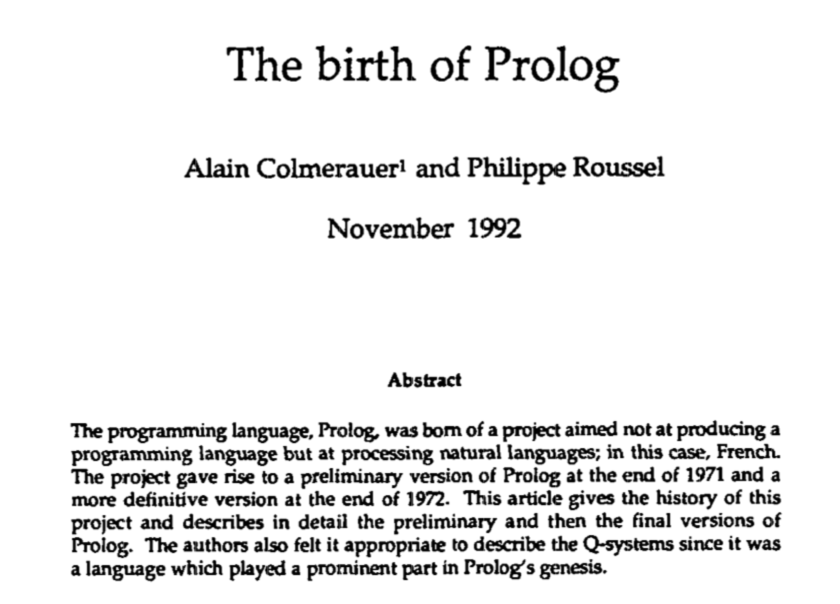 The birth of Prolog
Alain Colmerauer¹ and Philippe Roussel
November 1992
Abstract
The programming language, Prolog, was born of a project aimed not at producing a
programming language but at processing natural languages; in this case, French.
The project gave rise to a preliminary version of Prolog at the end of 1971 and a
more definitive version at the end of 1972. This article gives the history of this
project and describes in detail the preliminary and then the final versions of
Prolog. The authors also felt it appropriate to describe the Q-systems since it was
a language which played a prominent part in Prolog's genesis.